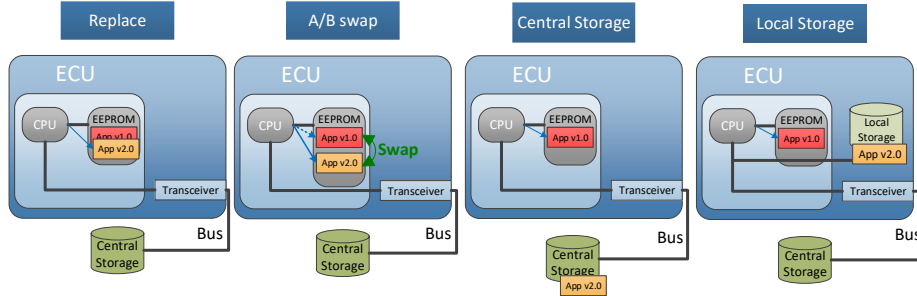 Replace
A/B swap
Central Storage
Local Storage
ECU
CPU
EEPROM
App v1.0
App v2.0
Transceiver
Bus
Central
Storage
ECU
CPU
EEPROM
App v1.0
App v2.0
Swap
Transceiver
Bus
Central
Storage
ECU
CPU
EEPROM
App v1.0
Transceiver
Bus
Central
Storage
App v2.0
ECU
CPU
EEPROM
App v1.0
Local
Storage
App v2.0
Transceiver
Bus
Central
Storage